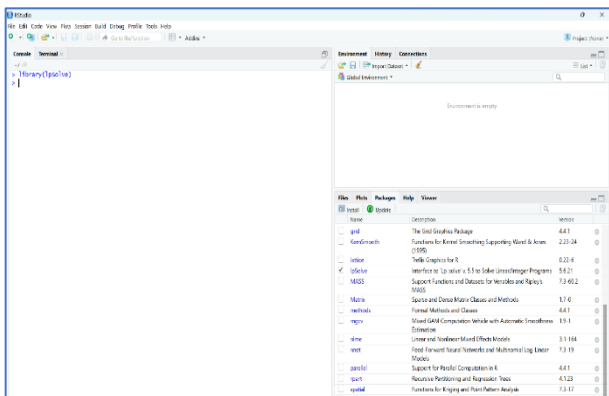 RStudio
File Edit Code View Plots Session Build Debug Profile Tools Help
Go to file/function Addins
Project: (None)
Console Terminal
> library(lpSolve)
>
Environment History Connections
Import Dataset
List
Global Environment
Environment is empty
Files Plots Packages Help Viewer
Install Update
Name Description Version
grid The Grid Graphics Package 4.4.1
KernSmooth Functions for Kernel Smoothing Supporting Wand & Jones 2.23-24
(1995)
lattice Trellis Graphics for R 0.22-6
lpSolve Interface to 'Lp_solve' v. 5.5 to Solve Linear/Integer Programs 5.6.21
MASS Support Functions and Datasets for Venables and Ripley's 7.3-60.2
MASS
Matrix Sparse and Dense Matrix Classes and Methods 1.7-0
methods Formal Methods and Classes 4.4.1
mgcv Mixed GAM Computation Vehicle with Automatic Smoothness 1.9-1
Estimation
nlme Linear and Nonlinear Mixed Effects Models 3.1-164
nnet Feed-Forward Neural Networks and Multinomial Log-Linear 7.3-19
Models
parallel Support for Parallel Computation in R 4.4.1
rpart Recursive Partitioning and Regression Trees 4.1.23
spatial Functions for Kriging and Point Pattern Analysis 7.3-17